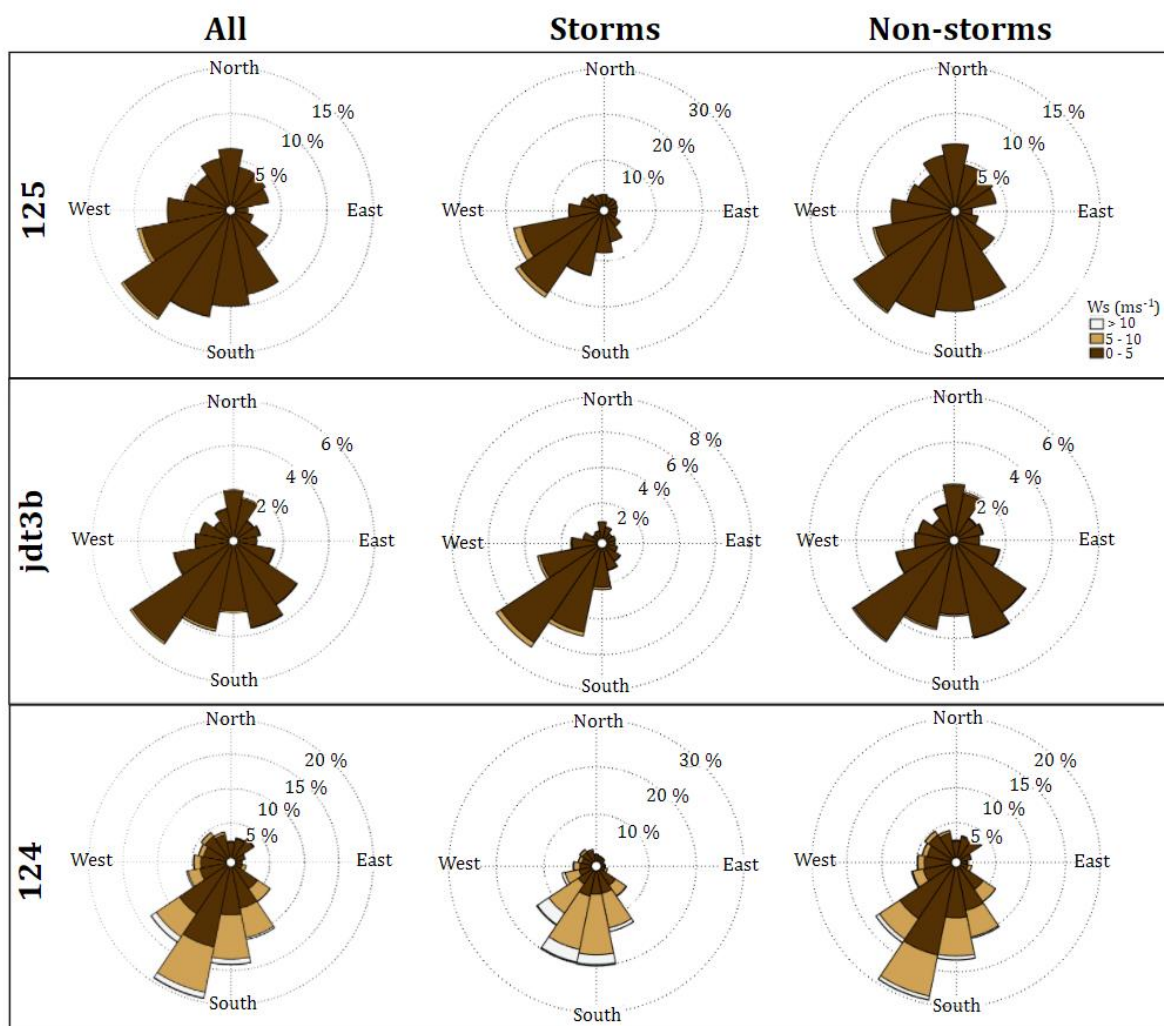 All Storms Non-storms
125
North North North
15 % 30 % 15 %
10 % 20 % 10 %
5 % 10 % 5 %
West East West East West East
South South South
Ws (ms⁻¹)
> 10
5 - 10
0 - 5
jdt3b
North North North
6 % 8 % 6 %
4 % 6 % 4 %
2 % 4 % 2 %
2 %
West East West East West East
South South South
124
North North North
20 % 30 % 20 %
15 % 20 % 15 %
10 % 10 % 10 %
5 % 5 %
West East West East West East
South South South